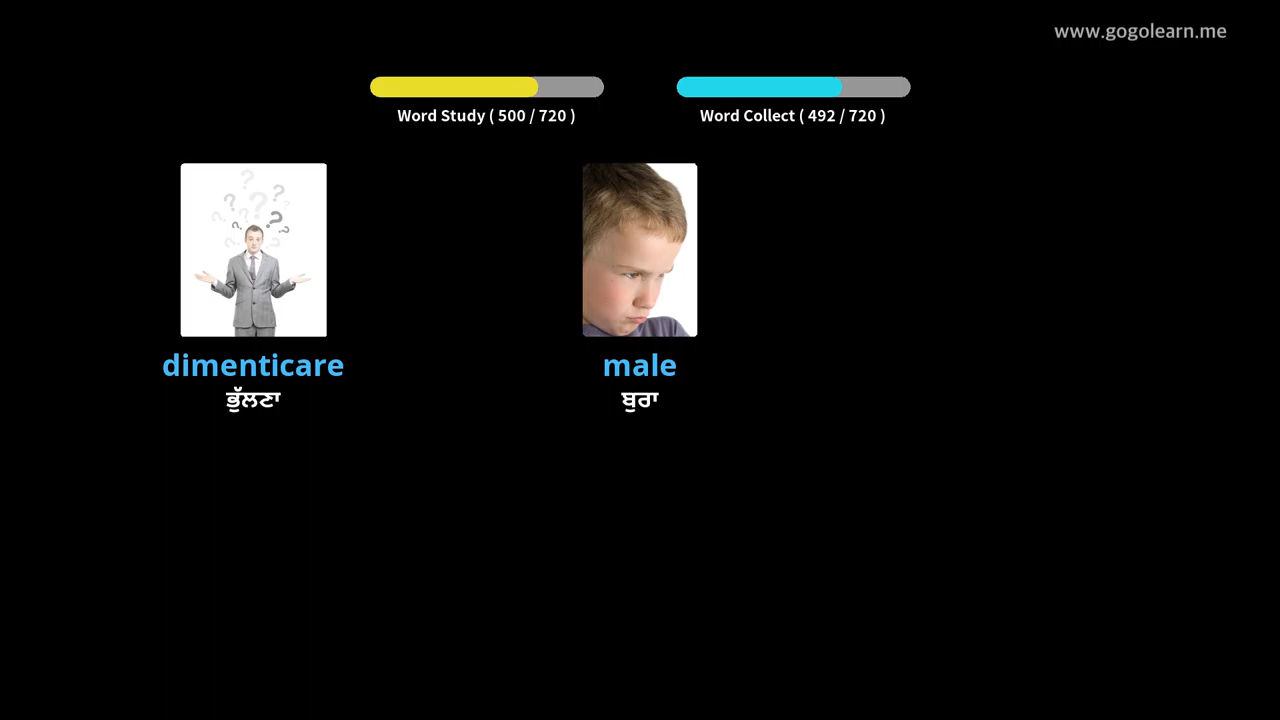 www.gogolearn.me
Word Study ( 500 / 720 )
Word Collect ( 492 / 720 )
dimenticare
ਭੁੱਲਣਾ
male
ਬੁਰਾ